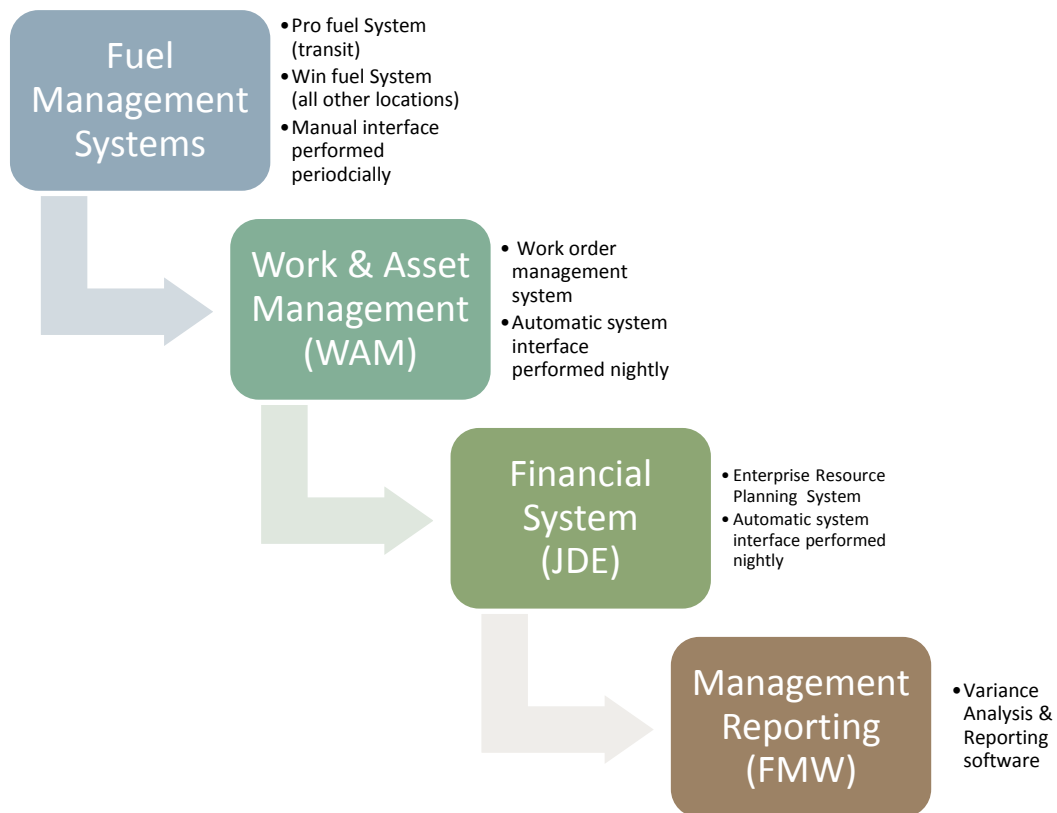 Fuel
Management
Systems
•Pro fuel System
(transit)
•Win fuel System
(all other locations)
•Manual interface
performed
periodcially
Work & Asset
Management
(WAM)
• Work order
management
system
•Automatic system
interface
performed nightly
Financial
System
(JDE)
•Enterprise Resource
Planning System
•Automatic system
interface performed
nightly
Management
Reporting
(FMW)
•Variance
Analysis &
Reporting
software